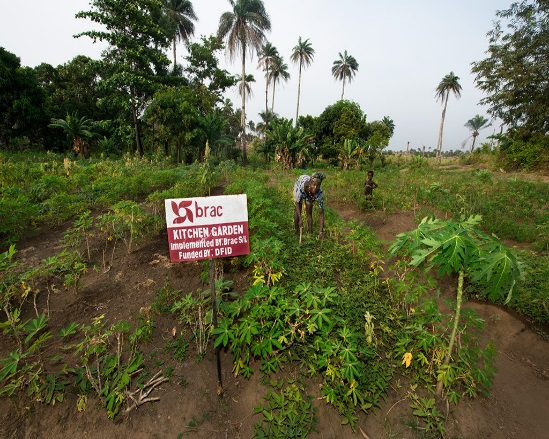 brac
KITCHEN GARDEN
Implemented By: Brac S/L
Funded By: DFID